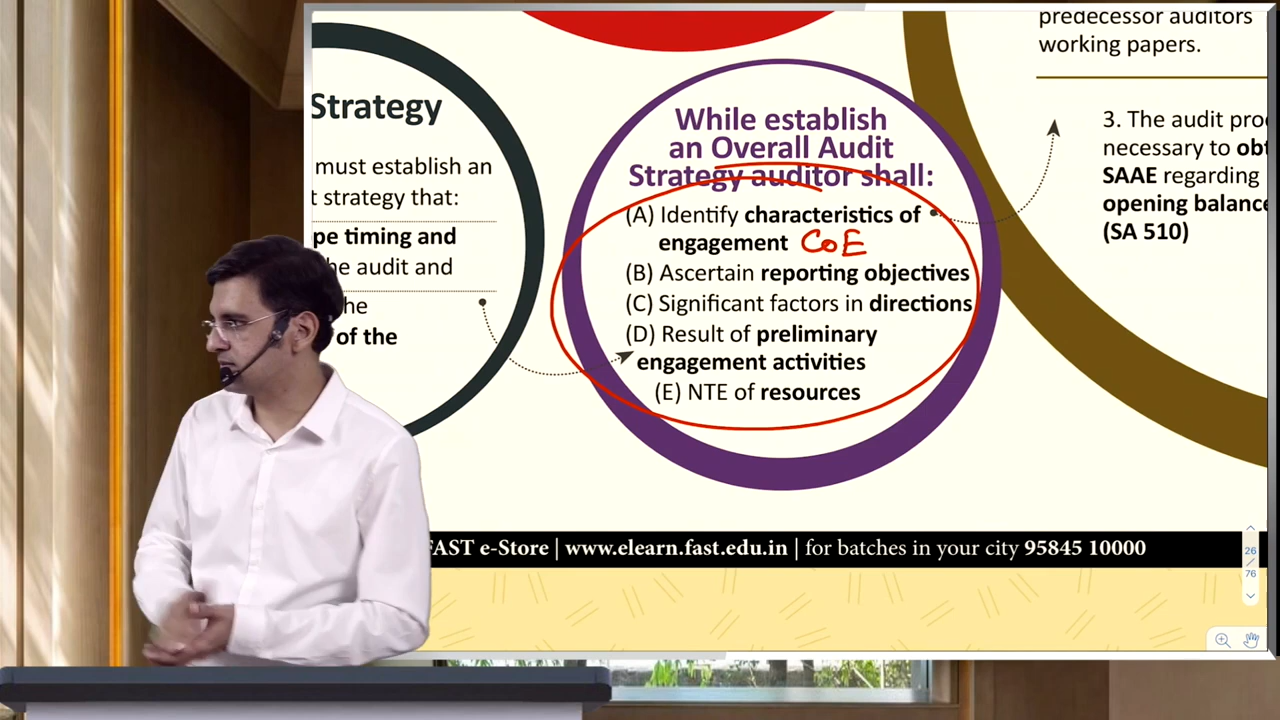 Strategy
must establish an
t strategy that:
pe timing and
he audit and
he
of the
While establish
an Overall Audit
Strategy auditor shall:
(A) Identify characteristics of
engagement CoE
(B) Ascertain reporting objectives
(C) Significant factors in directions
(D) Result of preliminary
engagement activities
(E) NTE of resources
predecessor auditors
working papers.
3. The audit pro
necessary to obt
SAAE regarding
opening balance
(SA 510)
FAST e-Store | www.elearn.fast.edu.in | for batches in your city 95845 10000
26
/
76